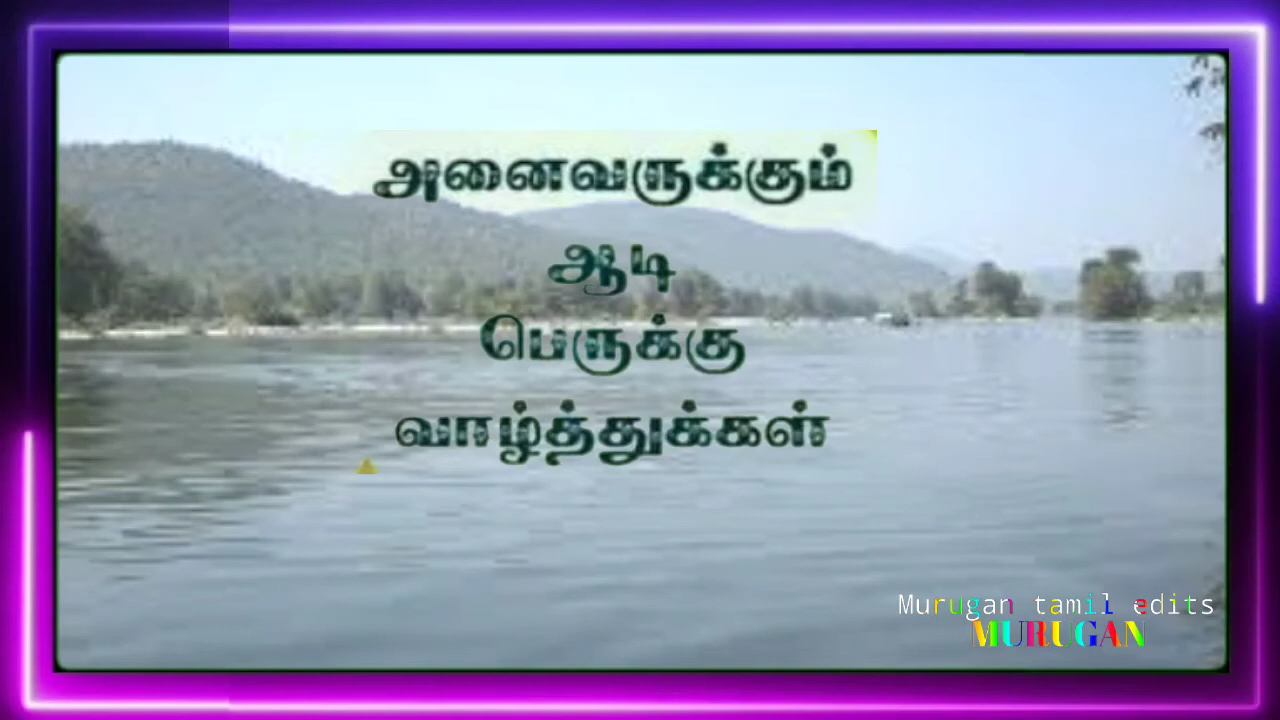 அனைவருக்கும்
ஆடி
பெருக்கு
வாழ்த்துக்கள்
Murugan tamil edits
MURUGAN